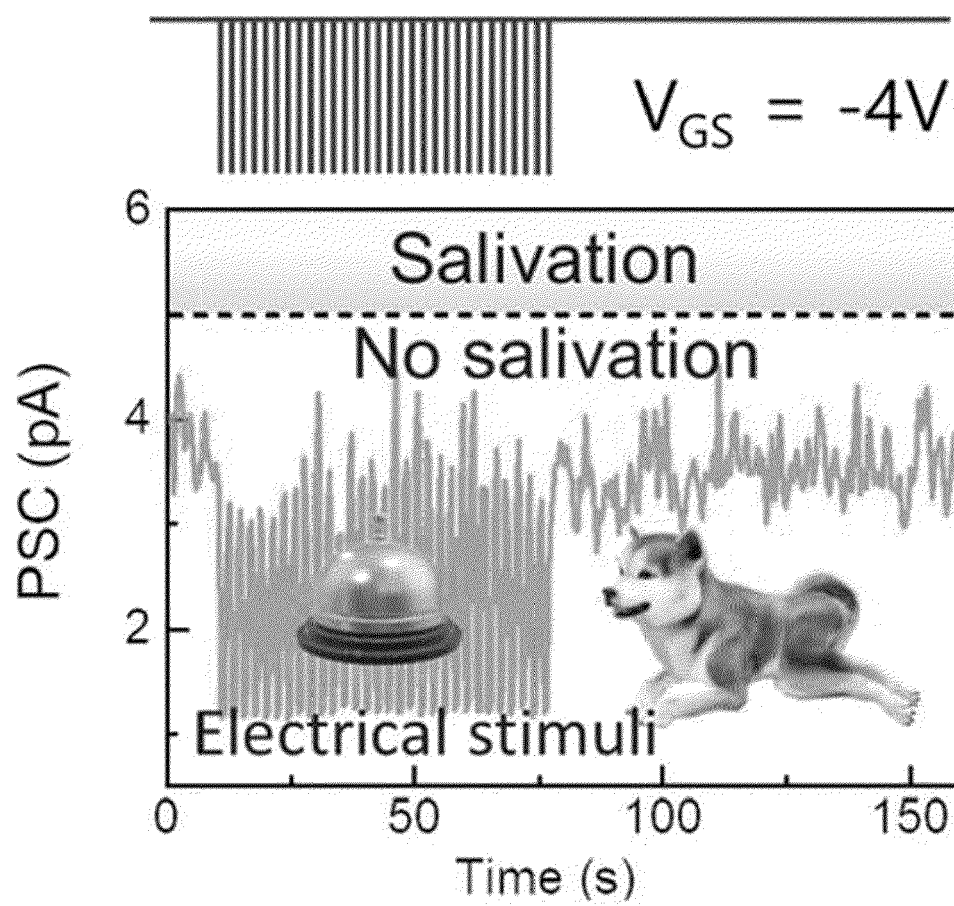 V_GS = -4V
6
Salivation
No salivation
4
PSC (pA)
2
Electrical stimuli
0 50 100 150
Time (s)